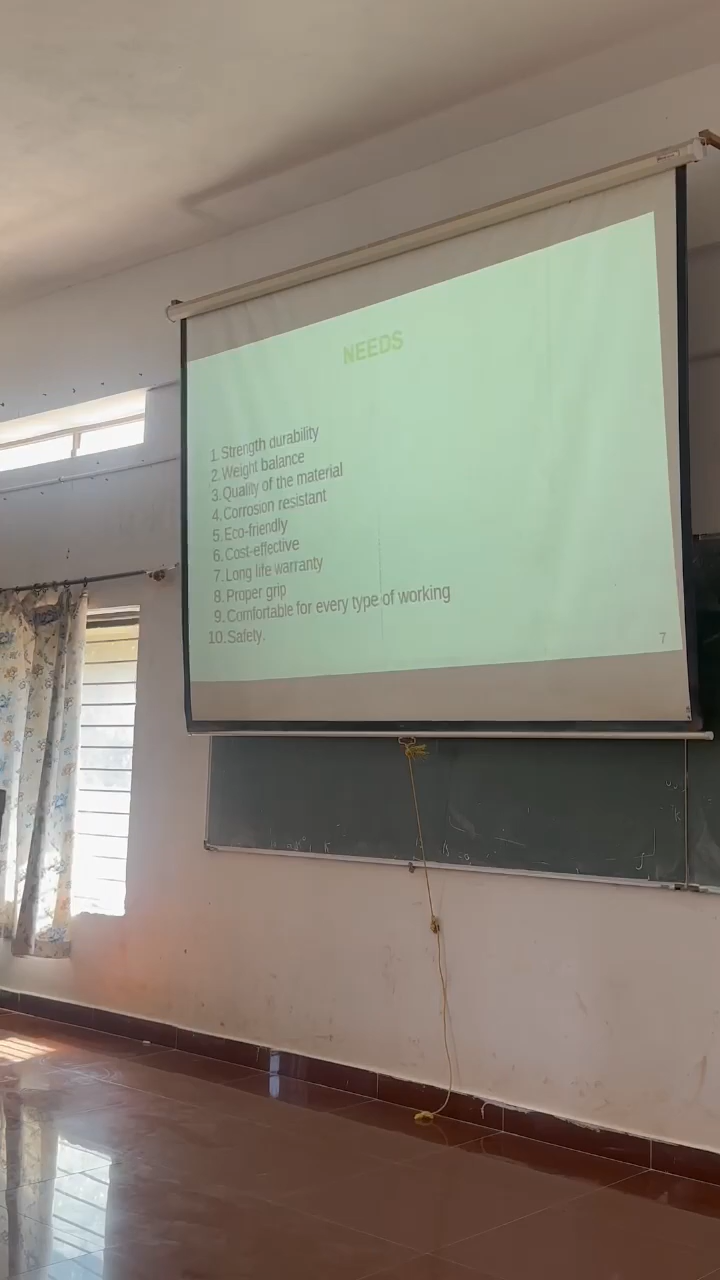 NEEDS
1. Strength durability
2. Weight balance
3. Quality of the material
4. Corrosion resistant
5. Eco-friendly
6. Cost-effective
7. Long life warranty
8. Proper grip
9. Comfortable for every type of working
10. Safety.
7